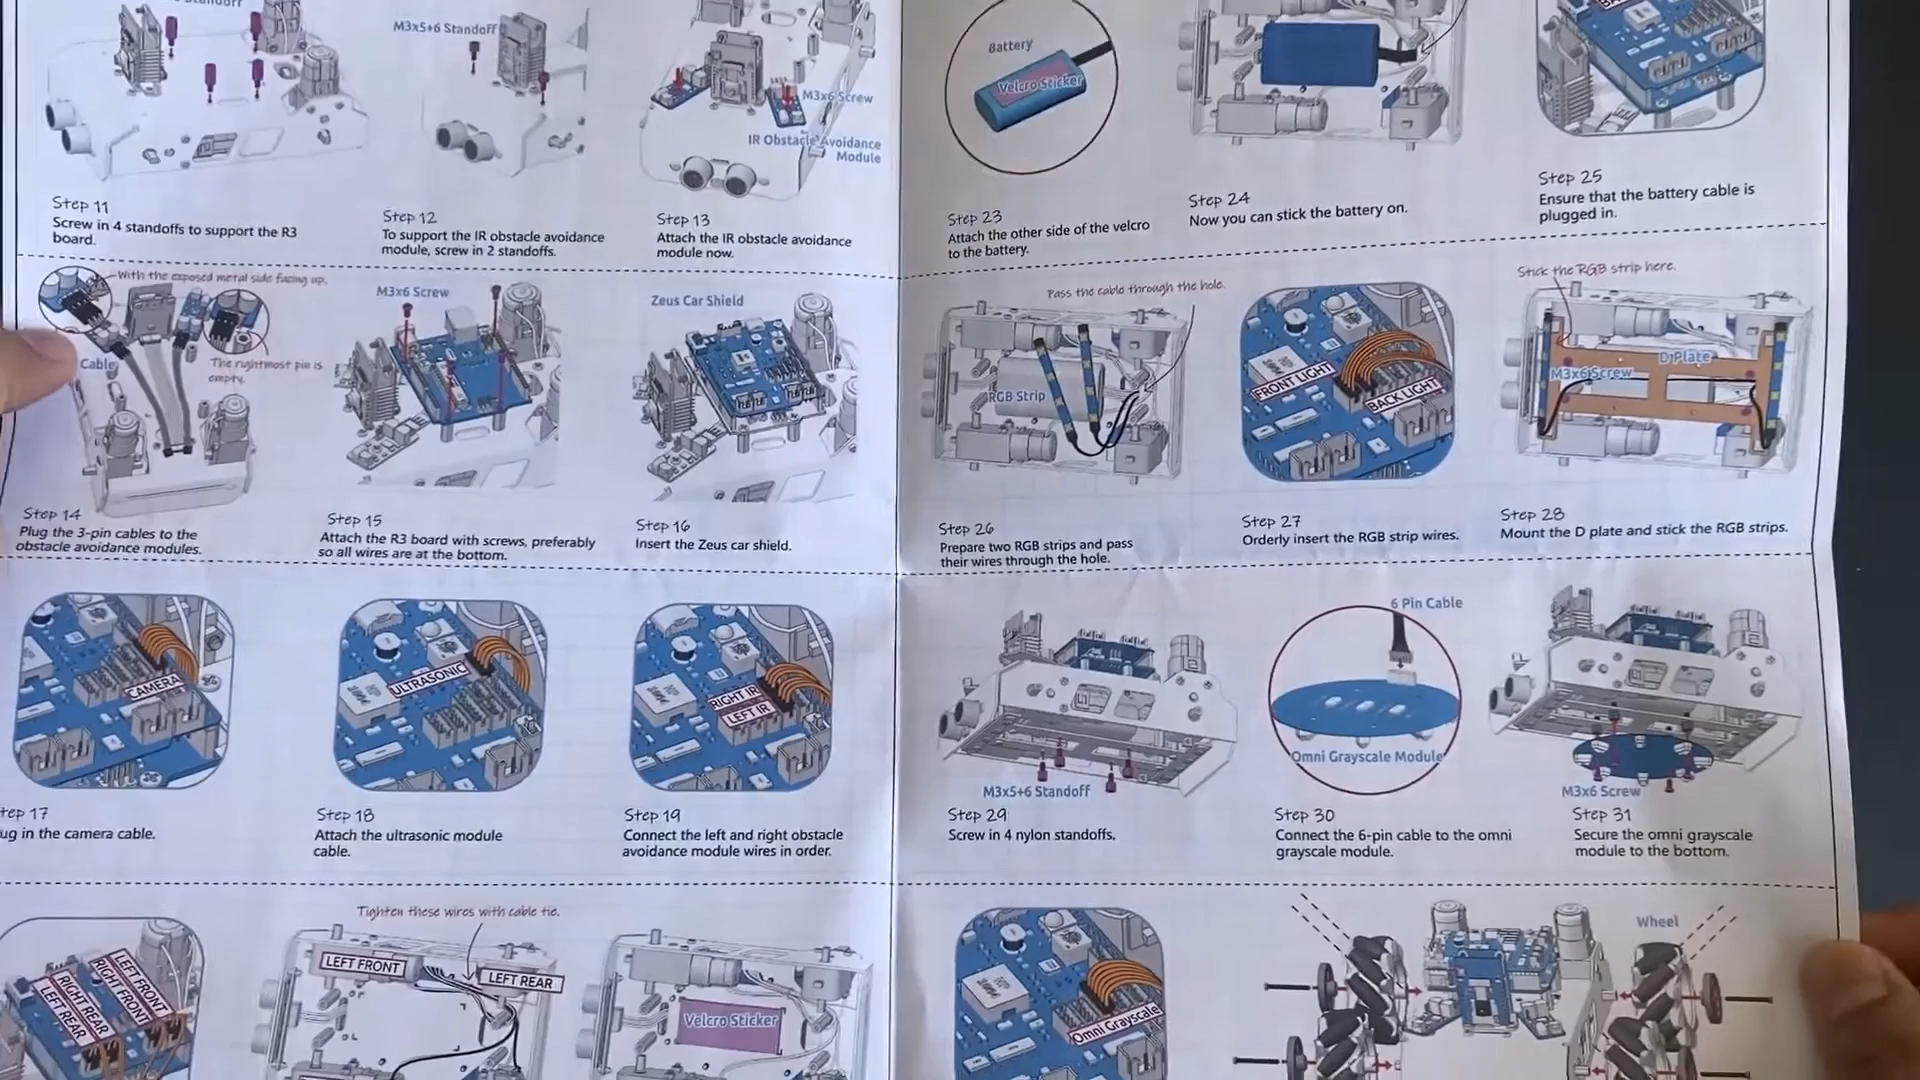 M3x5+6 Standoff
M3x6 Screw
IR Obstacle Avoidance
Module
Step 11
Screw in 4 standoffs to support the R3
board.
Step 12
To support the IR obstacle avoidance
module, screw in 2 standoffs.
Step 13
Attach the IR obstacle avoidance
module now.
With the exposed metal side facing up.
Cable
The rightmost pin is
empty.
M3x6 Screw
Zeus Car Shield
Step 14
Plug the 3-pin cables to the
obstacle avoidance modules.
Step 15
Attach the R3 board with screws, preferably
so all wires are at the bottom.
Step 16
Insert the Zeus car shield.
CAMERA
ULTRASONIC
RIGHT IR
LEFT IR
tep 17
ug in the camera cable.
Step 18
Attach the ultrasonic module
cable.
Step 19
Connect the left and right obstacle
avoidance module wires in order.
LEFT FRONT
RIGHT FRONT
RIGHT REAR
LEFT REAR
Tighten these wires with cable tie.
LEFT FRONT
LEFT REAR
Velcro Sticker
Battery
Velcro Sticker
Step 23
Attach the other side of the velcro
to the battery.
Step 24
Now you can stick the battery on.
Step 25
Ensure that the battery cable is
plugged in.
Pass the cable through the hole.
RGB Strip
FRONT LIGHT
BACK LIGHT
Stick the RGB strip here.
D Plate
M3x6 Screw
Step 26
Prepare two RGB strips and pass
their wires through the hole.
Step 27
Orderly insert the RGB strip wires.
Step 28
Mount the D plate and stick the RGB strips.
M3x5+6 Standoff
6 Pin Cable
Omni Grayscale Module
M3x6 Screw
Step 29
Screw in 4 nylon standoffs.
Step 30
Connect the 6-pin cable to the omni
grayscale module.
Step 31
Secure the omni grayscale
module to the bottom.
Omni Grayscale
Wheel